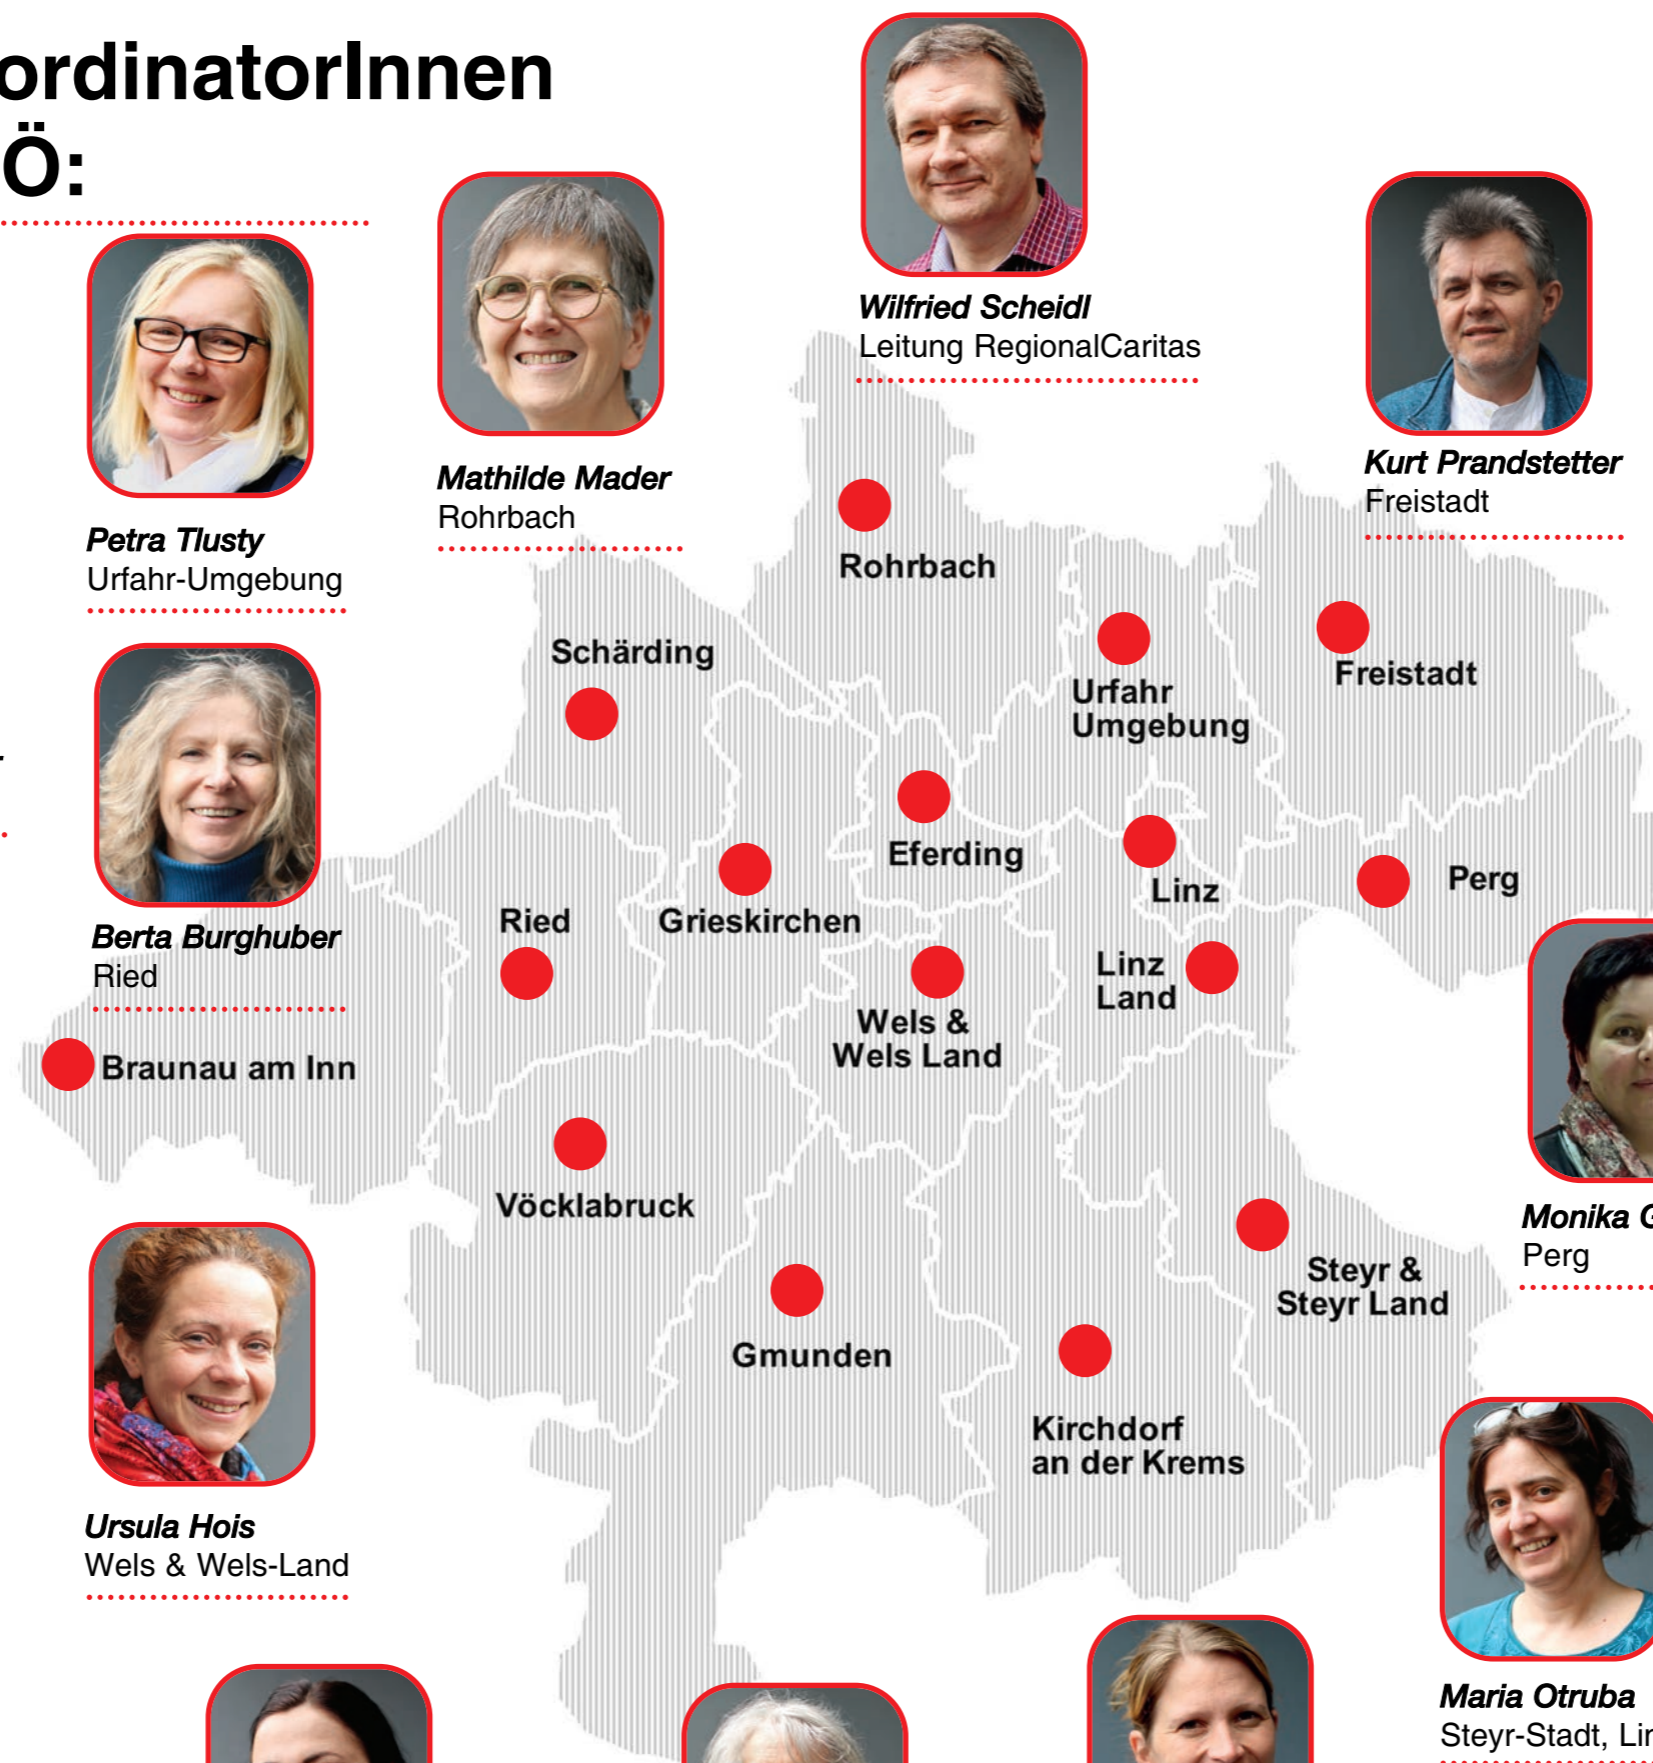 ordinatorInnen
Ö:
Wilfried Scheidl
Leitung RegionalCaritas
Kurt Prandstetter
Freistadt
Mathilde Mader
Rohrbach
Petra Tlusty
Urfahr-Umgebung
Berta Burghuber
Ried
Rohrbach
Schärding
Freistadt
Urfahr
Umgebung
Eferding
Linz
Perg
Ried
Grieskirchen
Linz
Land
Wels &
Wels Land
Braunau am Inn
Vöcklabruck
Monika G
Perg
Steyr &
Steyr Land
Gmunden
Kirchdorf
an der Krems
Ursula Hois
Wels & Wels-Land
Maria Otruba
Steyr-Stadt, Lin